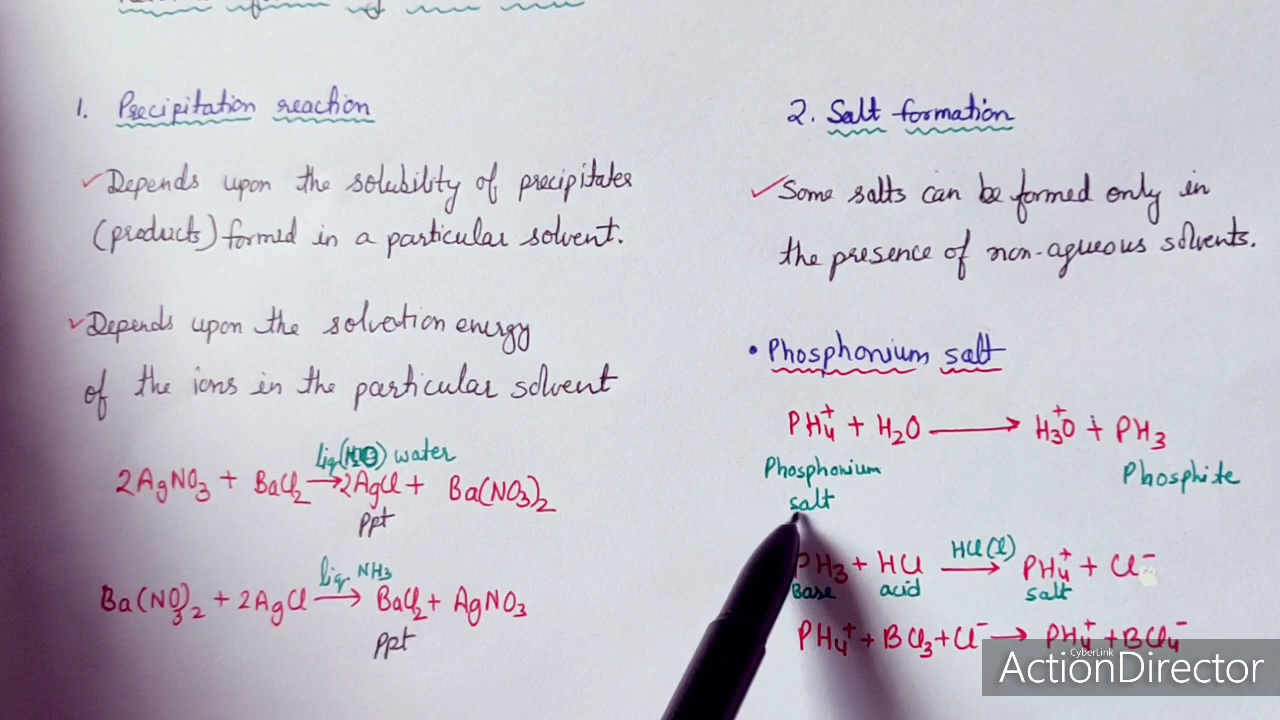 1. Precipitation reaction
✓Depends upon the solubility of precipitates
(products) formed in a particular solvent.
✓Depends upon the solvation energy
of the ions in the particular solvent
liq(H2O) water
2AgNO₃ + BaCl₂ → 2AgCl + Ba(NO₃)₂
ppt
liq. NH₃
Ba(NO₃)₂ + 2AgCl → BaCl₂ + AgNO₃
ppt
2. Salt formation
✓Some salts can be formed only in
the presence of non-aqueous solvents.
• Phosphonium salt
PH₄⁺ + H₂O → H₃O⁺ + PH₃
Phosphonium Phosphite
salt
HCl(l)
PH₃ + HCl → PH₄⁺ + Cl⁻
Base acid salt
PH₄⁺ + BCl₃ + Cl⁻ → PH₄⁺ + BCl₄⁻
CyberLink
ActionDirector